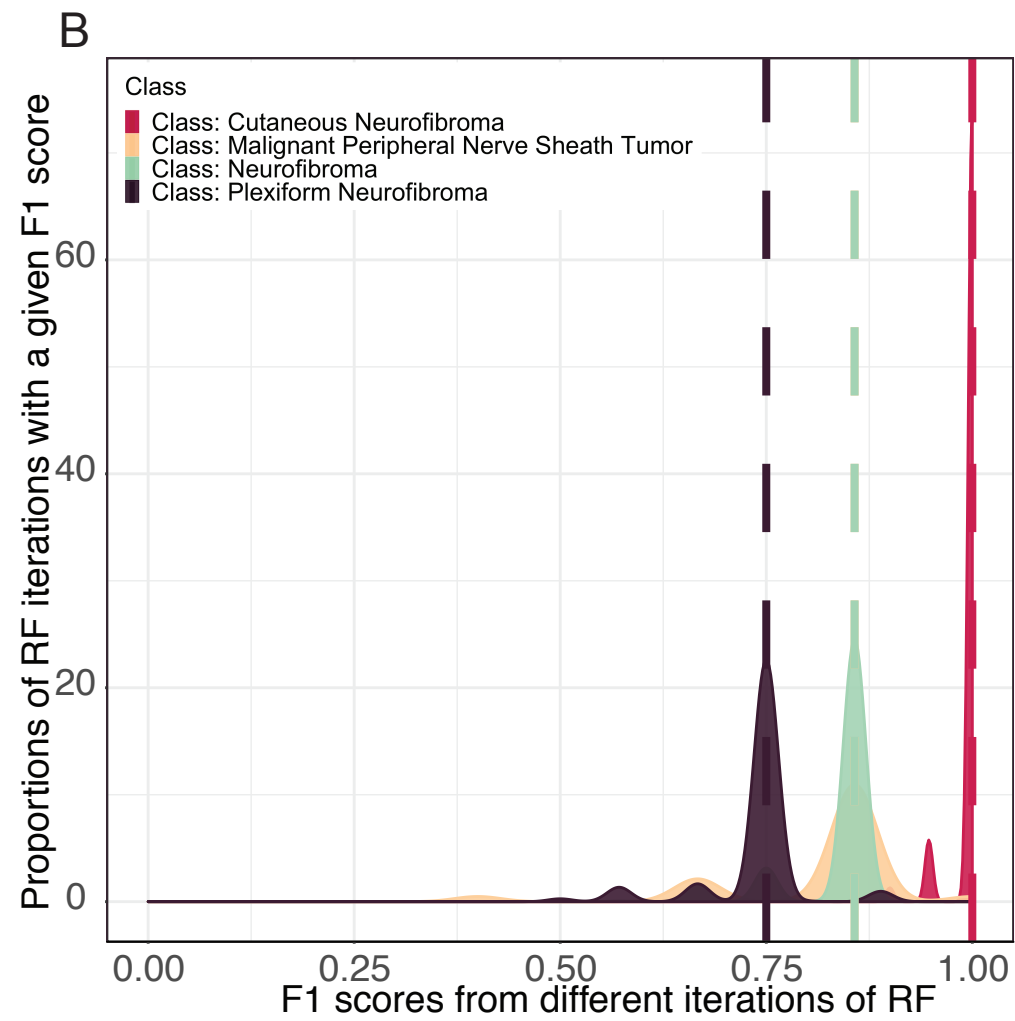 B
Class
Class: Cutaneous Neurofibroma
Class: Malignant Peripheral Nerve Sheath Tumor
Class: Neurofibroma
Class: Plexiform Neurofibroma
Proportions of RF iterations with a given F1 score
60
40
20
0
0.00 0.25 0.50 0.75 1.00
F1 scores from different iterations of RF